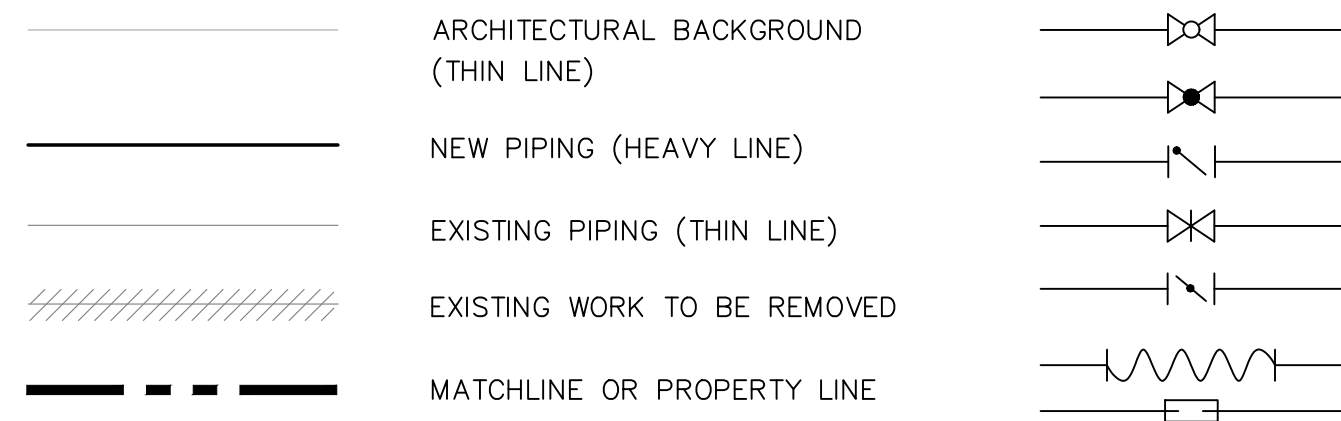 ARCHITECTURAL BACKGROUND
(THIN LINE)
NEW PIPING (HEAVY LINE)
EXISTING PIPING (THIN LINE)
EXISTING WORK TO BE REMOVED
MATCHLINE OR PROPERTY LINE